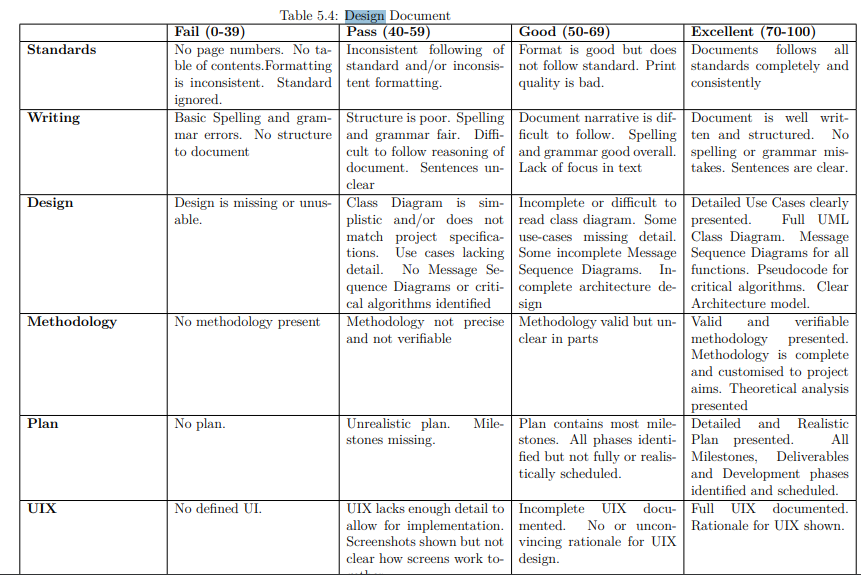 Table 5.4: Design Document
Fail (0-39) Pass (40-59) Good (50-69) Excellent (70-100)
Standards
No page numbers. No ta-
ble of contents.Formatting
is inconsistent. Standard
ignored.
Inconsistent following of
standard and/or inconsis-
tent formatting.
Format is good but does
not follow standard. Print
quality is bad.
Documents follows all
standards completely and
consistently
Writing
Basic Spelling and gram-
mar errors. No structure
to document
Structure is poor. Spelling
and grammar fair. Diffi-
cult to follow reasoning of
document. Sentences un-
clear
Document narrative is dif-
ficult to follow. Spelling
and grammar good overall.
Lack of focus in text
Document is well writ-
ten and structured. No
spelling or grammar mis-
takes. Sentences are clear.
Design
Design is missing or unus-
able.
Class Diagram is sim-
plistic and/or does not
match project specifica-
tions. Use cases lacking
detail. No Message Se-
quence Diagrams or criti-
cal algorithms identified
Incomplete or difficult to
read class diagram. Some
use-cases missing detail.
Some incomplete Message
Sequence Diagrams. In-
complete architecture de-
sign
Detailed Use Cases clearly
presented. Full UML
Class Diagram. Message
Sequence Diagrams for all
functions. Pseudocode for
critical algorithms. Clear
Architecture model.
Methodology
No methodology present
Methodology not precise
and not verifiable
Methodology valid but un-
clear in parts
Valid and verifiable
methodology presented.
Methodology is complete
and customised to project
aims. Theoretical analysis
presented
Plan
No plan.
Unrealistic plan. Mile-
stones missing.
Plan contains most mile-
stones. All phases identi-
fied but not fully or realis-
tically scheduled.
Detailed and Realistic
Plan presented. All
Milestones, Deliverables
and Development phases
identified and scheduled.
UIX
No defined UI.
UIX lacks enough detail to
allow for implementation.
Screenshots shown but not
clear how screens work to-
Incomplete UIX docu-
mented. No or uncon-
vincing rationale for UIX
design.
Full UIX documented.
Rationale for UIX shown.